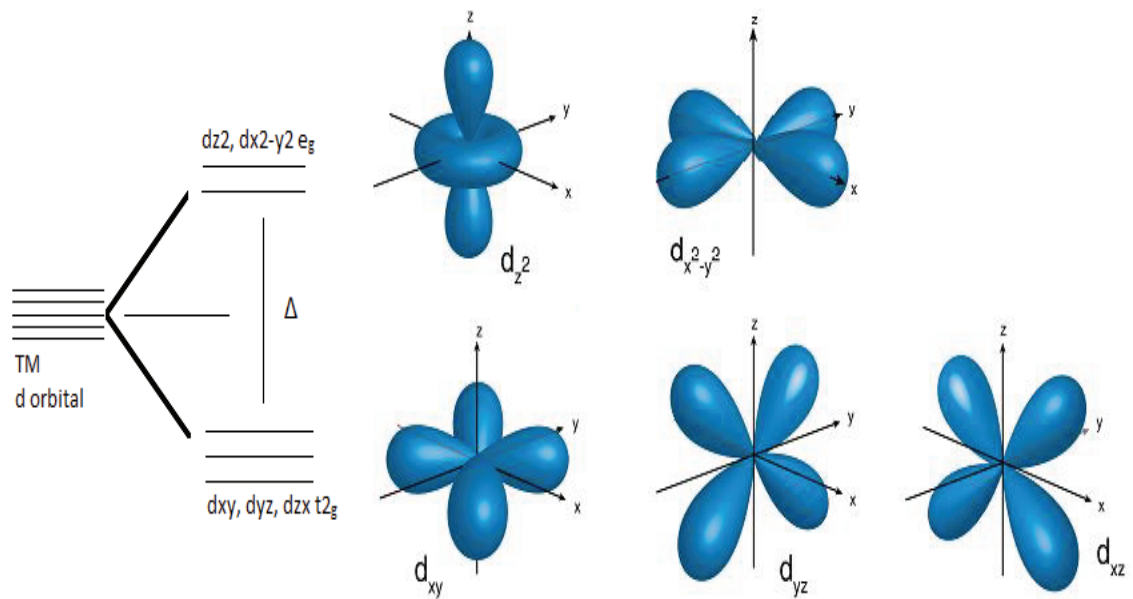 dz2, dx2-y2 eg
Δ
TM
d orbital
dxy, dyz, dzx t2g
z
y
x
dz2
z
y
x
dx2-y2
z
y
x
dxy
z
y
x
dyz
z
y
x
dxz